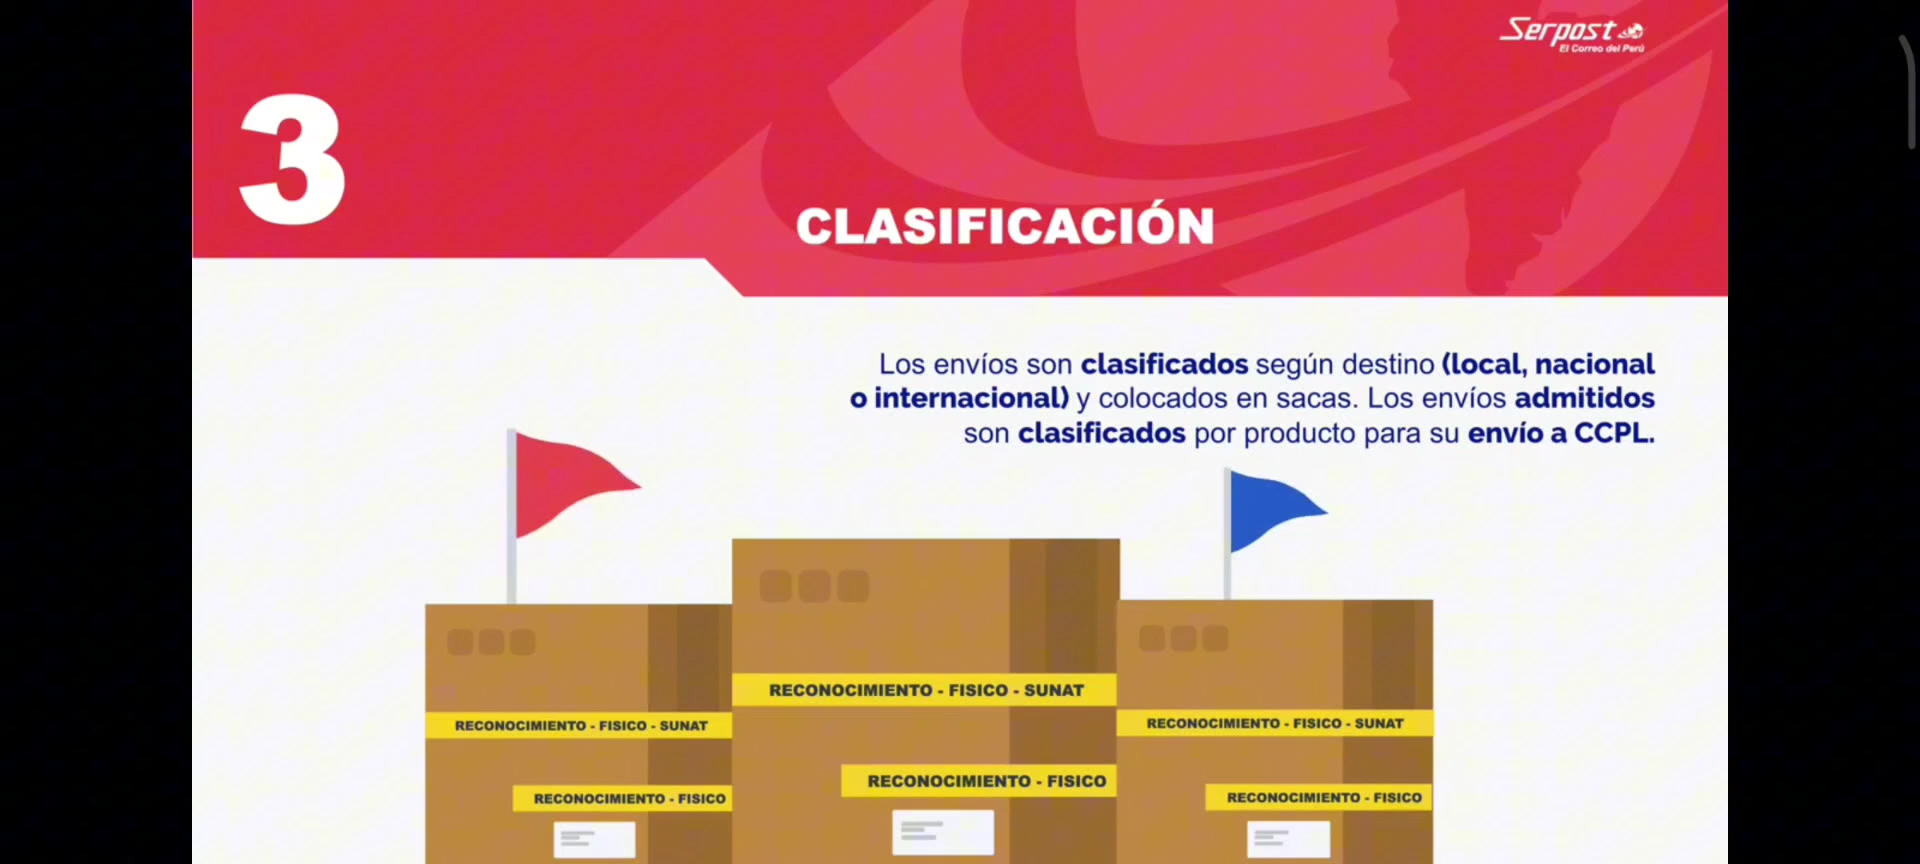 Serpost
El Correo del Perú
3
CLASIFICACIÓN
Los envíos son clasificados según destino (local, nacional
o internacional) y colocados en sacas. Los envíos admitidos
son clasificados por producto para su envío a CCPL.
RECONOCIMIENTO - FISICO - SUNAT
RECONOCIMIENTO - FISICO - SUNAT
RECONOCIMIENTO - FISICO - SUNAT
RECONOCIMIENTO - FISICO
RECONOCIMIENTO - FISICO
RECONOCIMIENTO - FISICO